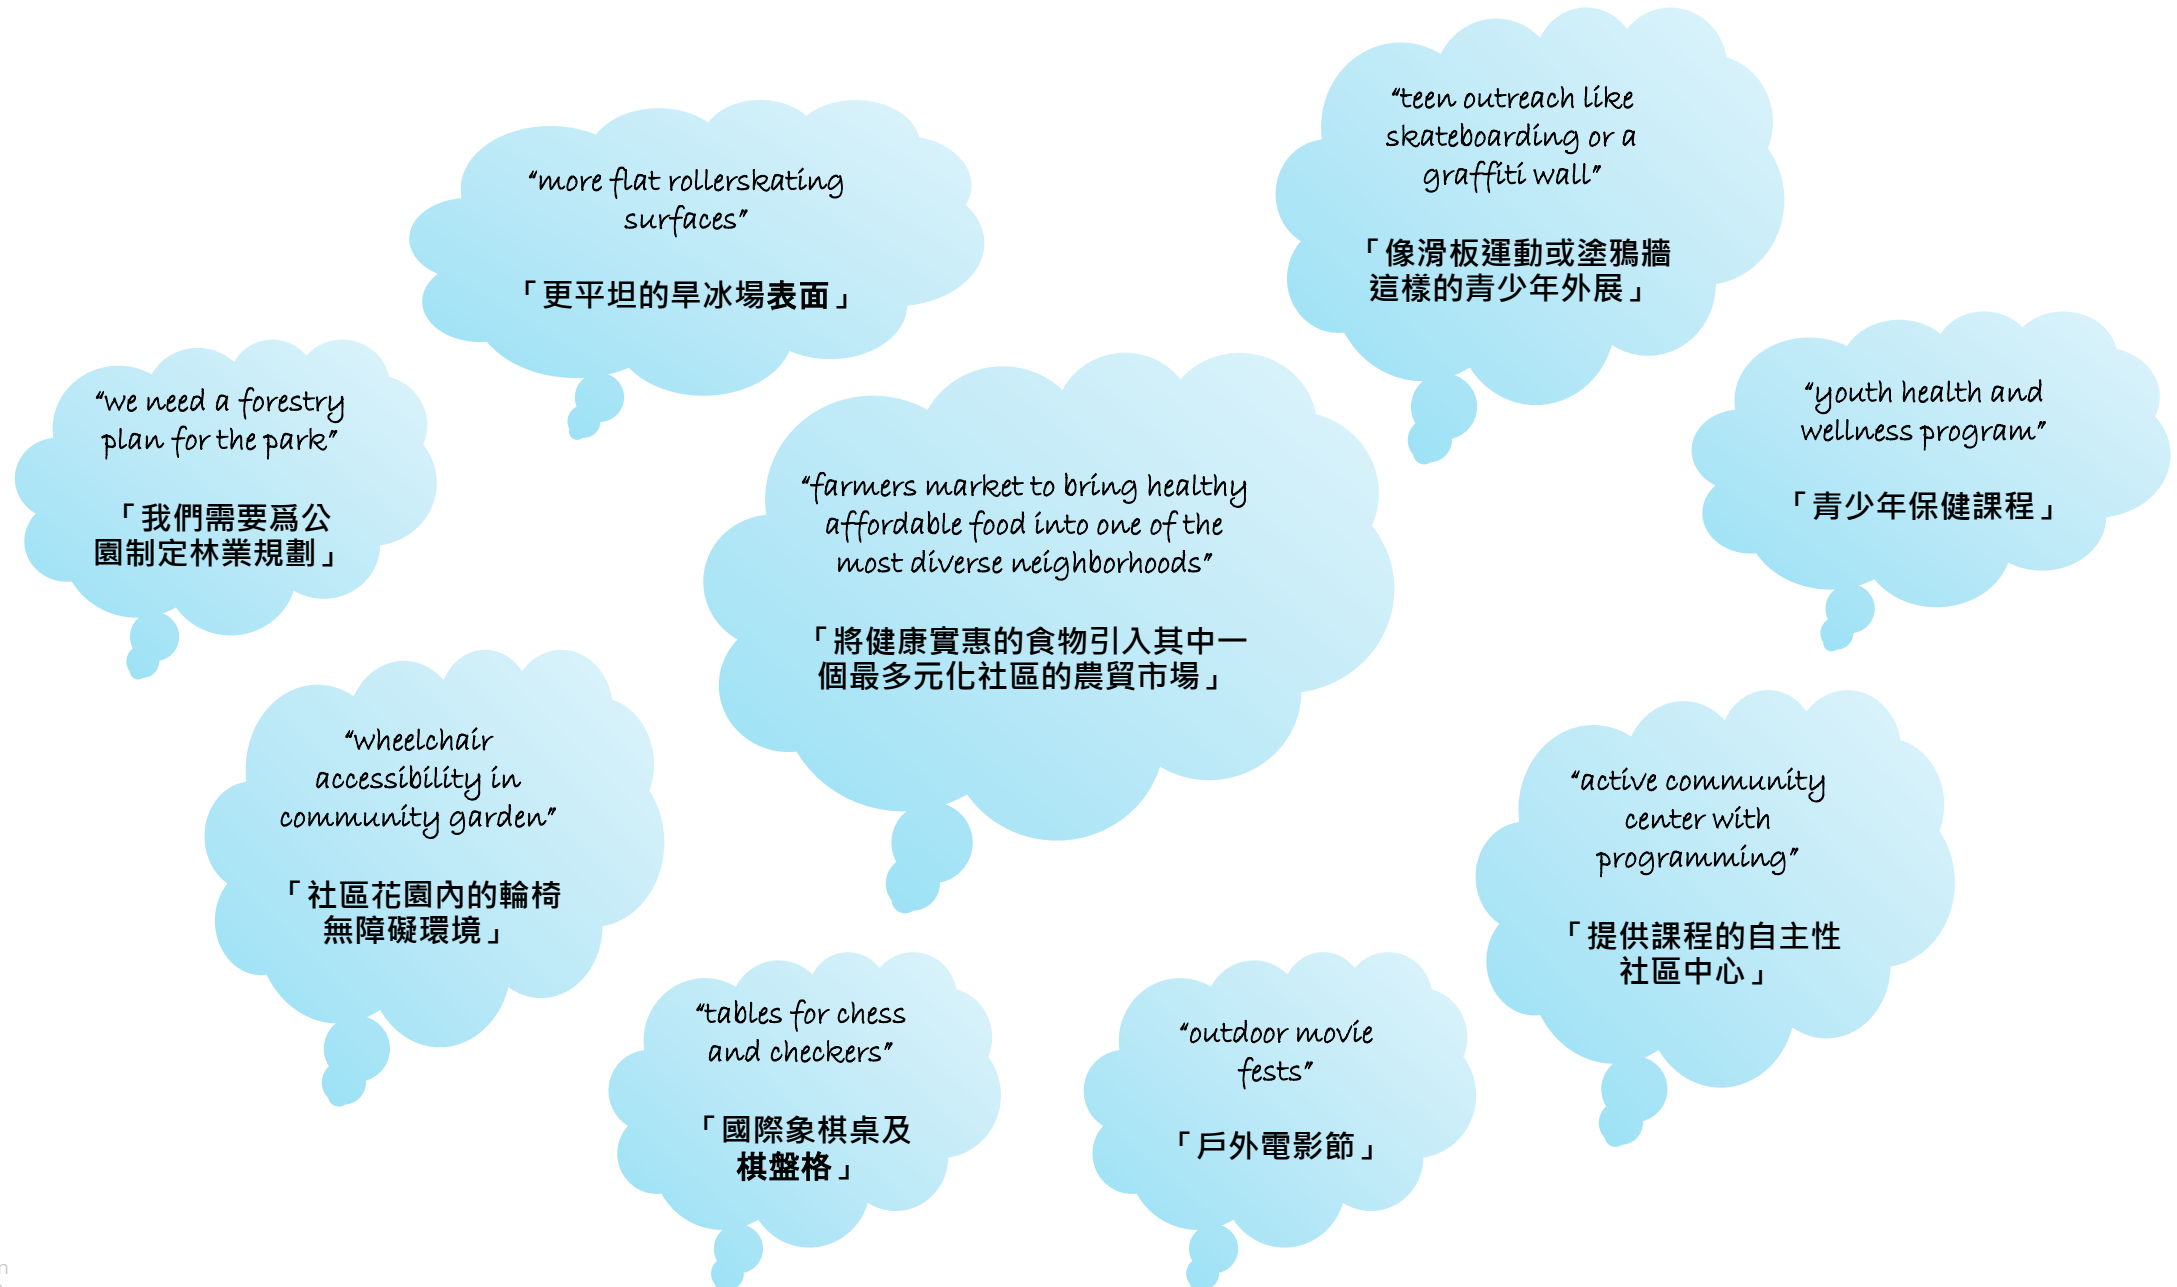 “teen outreach like
skateboarding or a
graffiti wall”
「像滑板運動或塗鴉牆
這樣的青少年外展」
“more flat rollerskating
surfaces”
「更平坦的旱冰場表面」
“we need a forestry
plan for the park”
「我們需要爲公
園制定林業規劃」
“farmers market to bring healthy
affordable food into one of the
most diverse neighborhoods”
「將健康實惠的食物引入其中一
個最多元化社區的農貿市場」
“youth health and
wellness program”
「青少年保健課程」
“wheelchair
accessibility in
community garden”
「社區花園內的輪椅
無障礙環境」
“active community
center with
programming”
「提供課程的自主性
社區中心」
“tables for chess
and checkers”
「國際象棋桌及
棋盤格」
“outdoor movie
fests”
「戶外電影節」